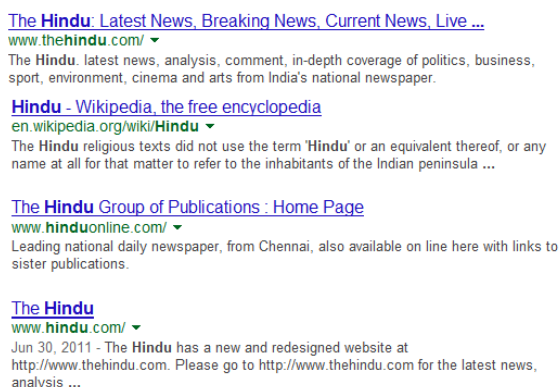 The Hindu: Latest News, Breaking News, Current News, Live ...
www.thehindu.com/
The Hindu. latest news, analysis, comment, in-depth coverage of politics, business,
sport, environment, cinema and arts from India's national newspaper.
Hindu - Wikipedia, the free encyclopedia
en.wikipedia.org/wiki/Hindu
The Hindu religious texts did not use the term 'Hindu' or an equivalent thereof, or any
name at all for that matter to refer to the inhabitants of the Indian peninsula ...
The Hindu Group of Publications : Home Page
www.hinduonline.com/
Leading national daily newspaper, from Chennai, also available on line here with links to
sister publications.
The Hindu
www.hindu.com/
Jun 30, 2011 - The Hindu has a new and redesigned website at
http://www.thehindu.com. Please go to http://www.thehindu.com for the latest news,
analysis ...